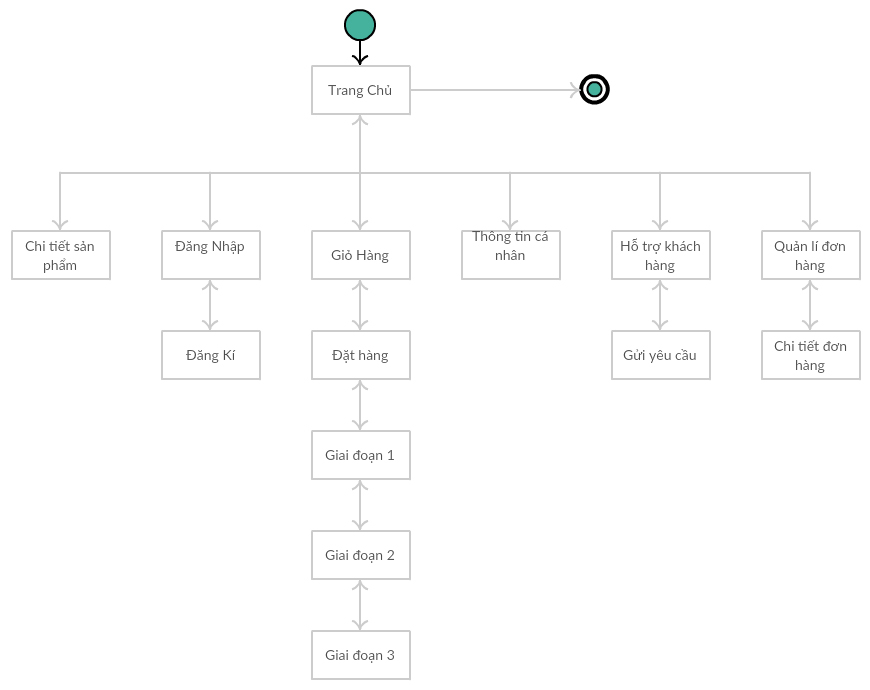 Trang Chủ
Chi tiết sản
phẩm
Đăng Nhập
Giỏ Hàng
Thông tin cá
nhân
Hỗ trợ khách
hàng
Quản lí đơn
hàng
Đăng Kí
Đặt hàng
Gửi yêu cầu
Chi tiết đơn
hàng
Giai đoạn 1
Giai đoạn 2
Giai đoạn 3